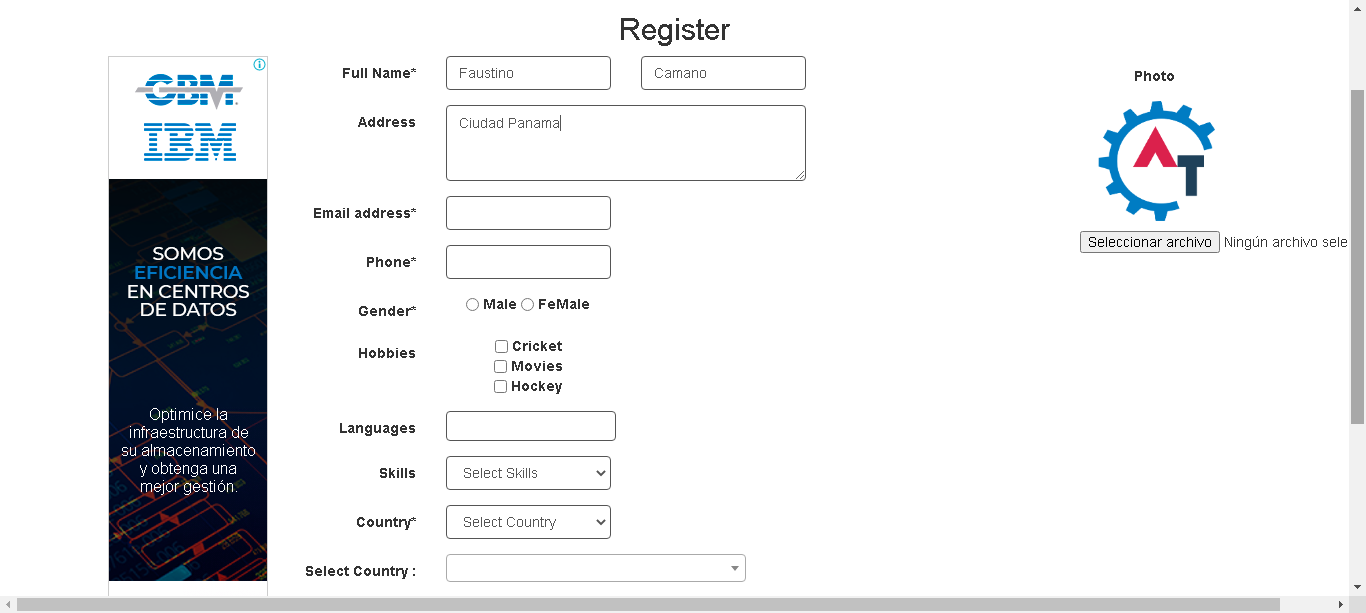 Register
GBM
IBM
SOMOS
EFICIENCIA
EN CENTROS
DE DATOS
Optimice la
infraestructura de
su almacenamiento
y obtenga una
mejor gestión.
Full Name* Faustino Camano
Address Ciudad Panama
Email address*
Phone*
Gender* Male FeMale
Hobbies Cricket
Movies
Hockey
Languages
Skills Select Skills
Country* Select Country
Select Country :
Photo
AT
Seleccionar archivo Ningún archivo sele